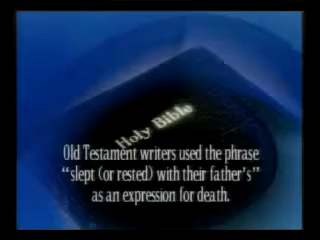 Holy Bible
Old Testament writers used the phrase
“slept (or rested) with their father’s”
as an expression for death.